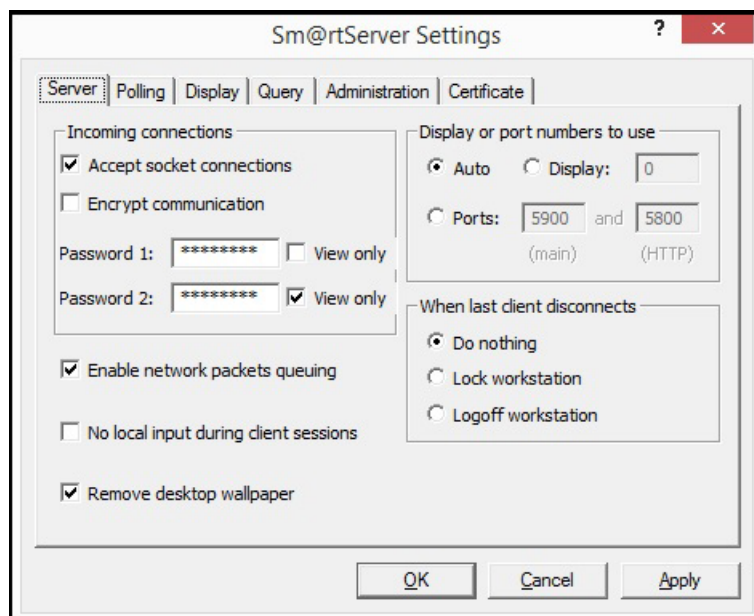 Sm@rtServer Settings
?
Server Polling Display Query Administration Certificate
Incoming connections
Accept socket connections
Encrypt communication
Password 1: ******** View only
Password 2: ******** View only
Enable network packets queuing
No local input during client sessions
Remove desktop wallpaper
Display or port numbers to use
Auto Display: 0
Ports: 5900 and 5800
(main) (HTTP)
When last client disconnects
Do nothing
Lock workstation
Logoff workstation
OK Cancel Apply